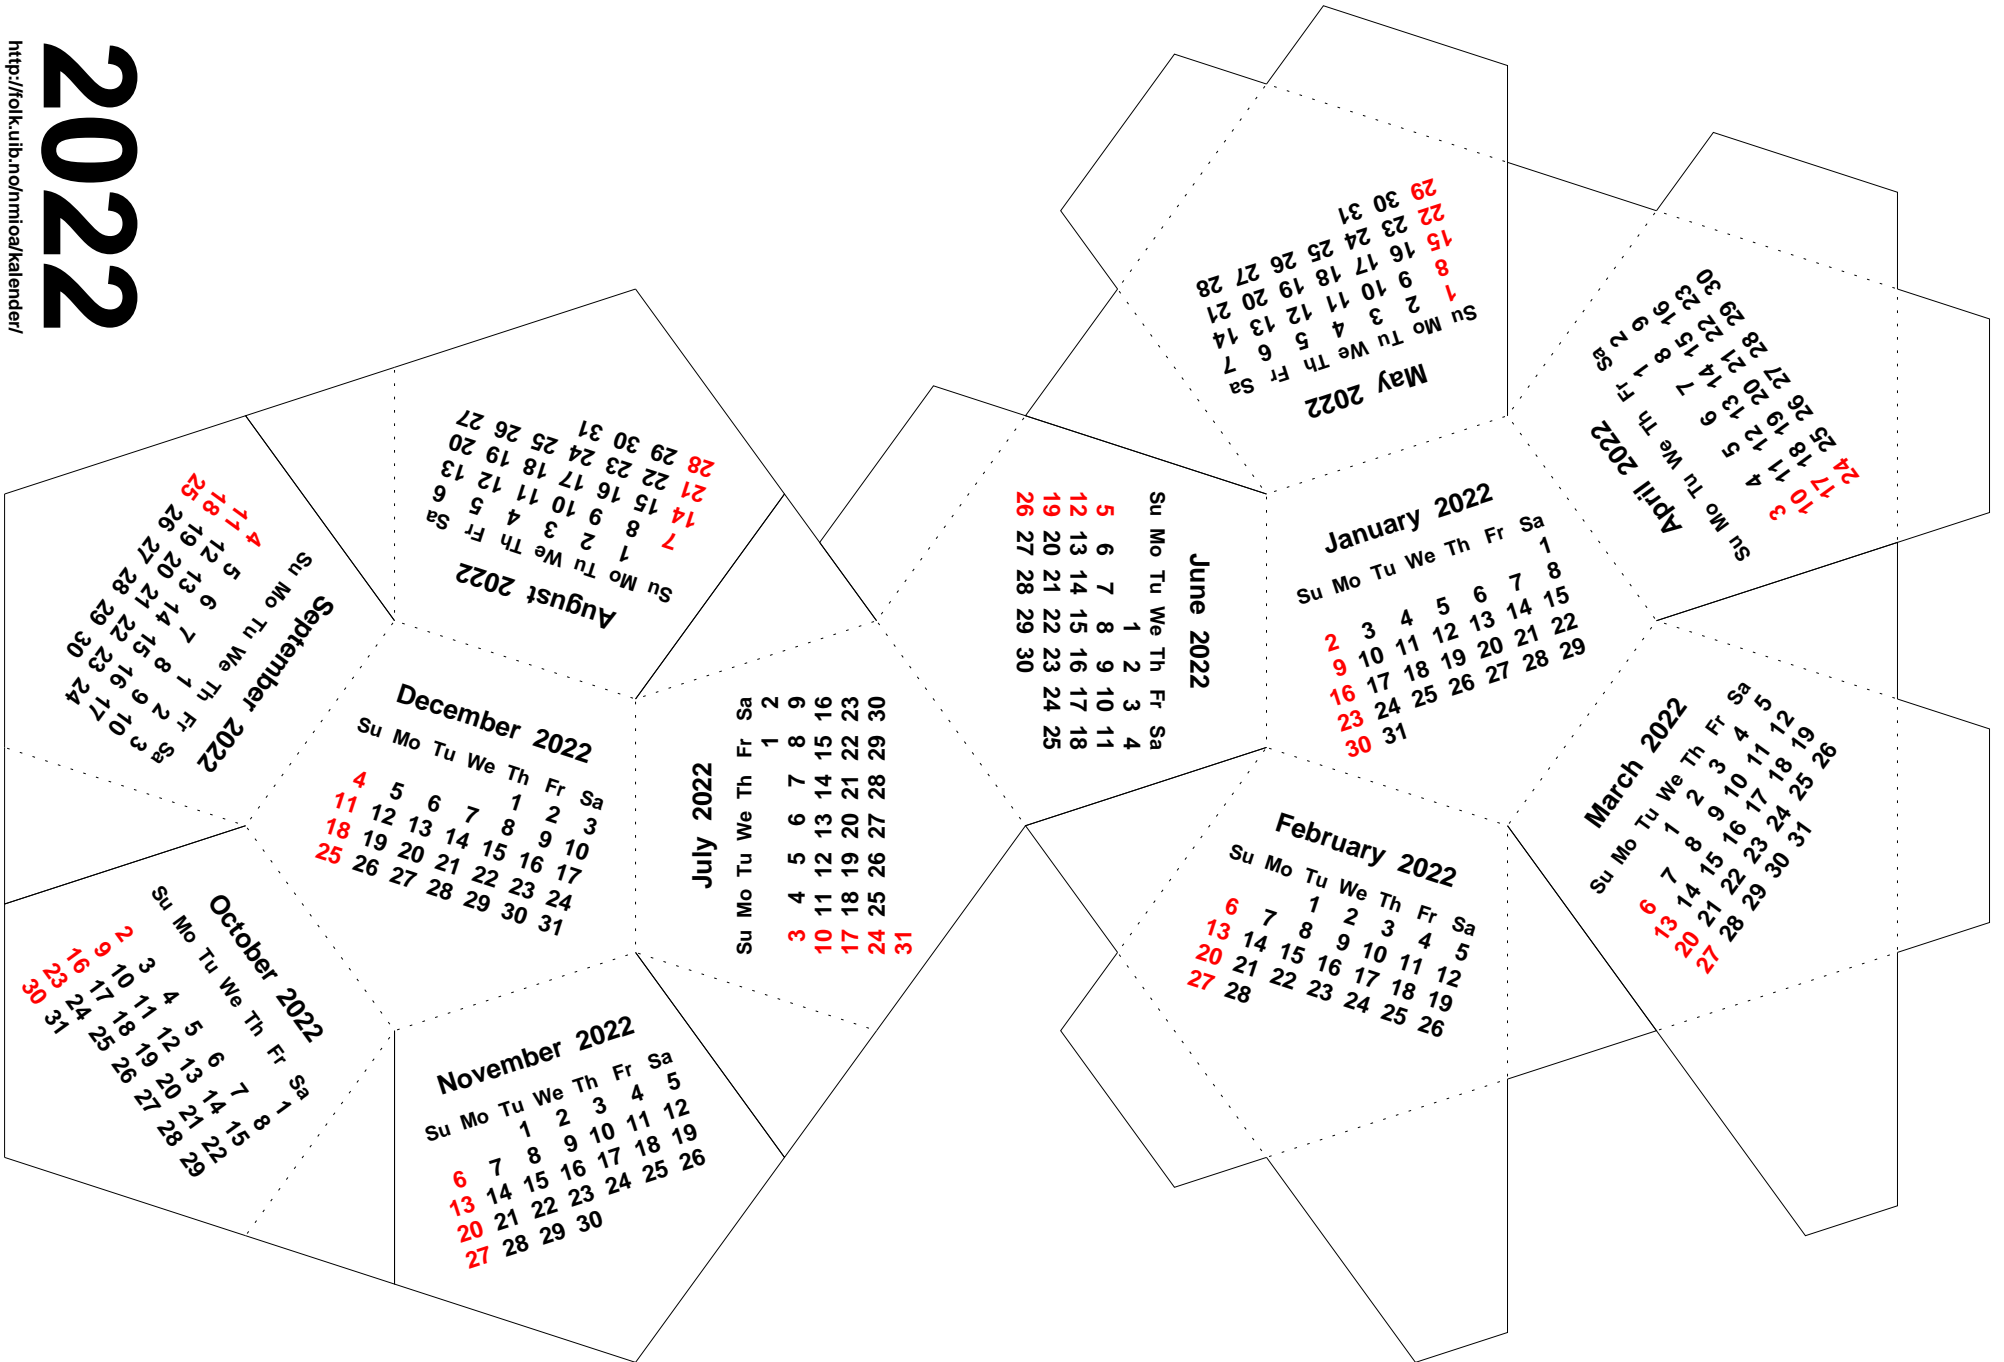 2022
http://folk.uib.no/nmioa/kalender/
January 2022
Su Mo Tu We Th Fr Sa
1
2 3 4 5 6 7 8
9 10 11 12 13 14 15
16 17 18 19 20 21 22
23 24 25 26 27 28 29
30 31
February 2022
Su Mo Tu We Th Fr Sa
1 2 3 4 5
6 7 8 9 10 11 12
13 14 15 16 17 18 19
20 21 22 23 24 25 26
27 28
March 2022
Su Mo Tu We Th Fr Sa
1 2 3 4 5
6 7 8 9 10 11 12
13 14 15 16 17 18 19
20 21 22 23 24 25 26
27 28 29 30 31
April 2022
Su Mo Tu We Th Fr Sa
1 2
3 4 5 6 7 8 9
10 11 12 13 14 15 16
17 18 19 20 21 22 23
24 25 26 27 28 29 30
May 2022
Su Mo Tu We Th Fr Sa
1 2 3 4 5 6 7
8 9 10 11 12 13 14
15 16 17 18 19 20 21
22 23 24 25 26 27 28
29 30 31
June 2022
Su Mo Tu We Th Fr Sa
1 2 3 4
5 6 7 8 9 10 11
12 13 14 15 16 17 18
19 20 21 22 23 24 25
26 27 28 29 30
July 2022
Su Mo Tu We Th Fr Sa
1 2
3 4 5 6 7 8 9
10 11 12 13 14 15 16
17 18 19 20 21 22 23
24 25 26 27 28 29 30
31
August 2022
Su Mo Tu We Th Fr Sa
1 2 3 4 5 6
7 8 9 10 11 12 13
14 15 16 17 18 19 20
21 22 23 24 25 26 27
28 29 30 31
September 2022
Su Mo Tu We Th Fr Sa
1 2 3
4 5 6 7 8 9 10
11 12 13 14 15 16 17
18 19 20 21 22 23 24
25 26 27 28 29 30
October 2022
Su Mo Tu We Th Fr Sa
1
2 3 4 5 6 7 8
9 10 11 12 13 14 15
16 17 18 19 20 21 22
23 24 25 26 27 28 29
30 31
November 2022
Su Mo Tu We Th Fr Sa
1 2 3 4 5
6 7 8 9 10 11 12
13 14 15 16 17 18 19
20 21 22 23 24 25 26
27 28 29 30
December 2022
Su Mo Tu We Th Fr Sa
1 2 3
4 5 6 7 8 9 10
11 12 13 14 15 16 17
18 19 20 21 22 23 24
25 26 27 28 29 30 31